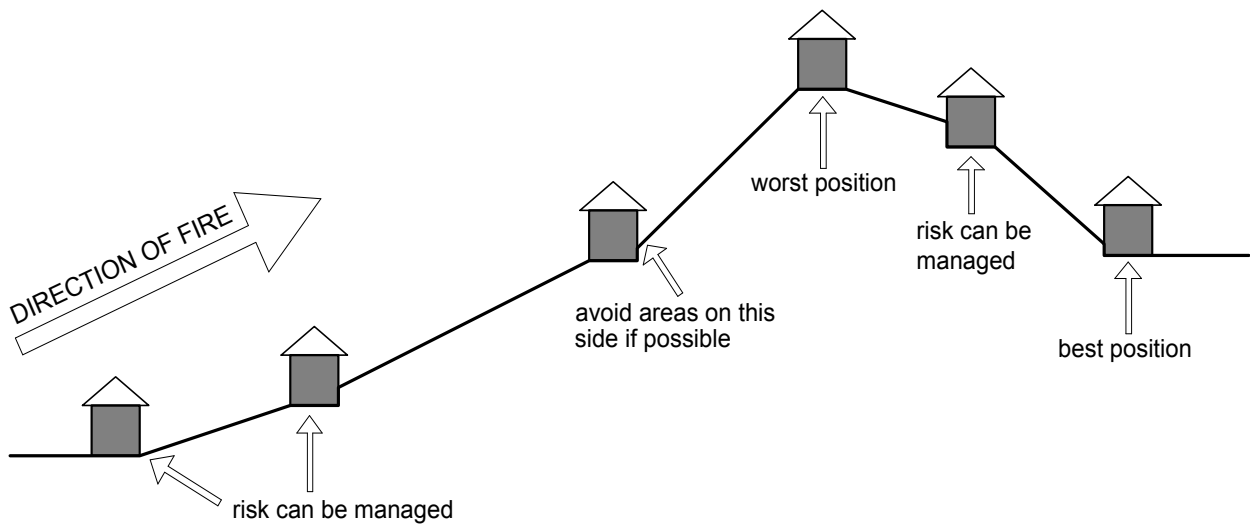 DIRECTION OF FIRE
worst position
risk can be
managed
avoid areas on this
side if possible
best position
risk can be managed